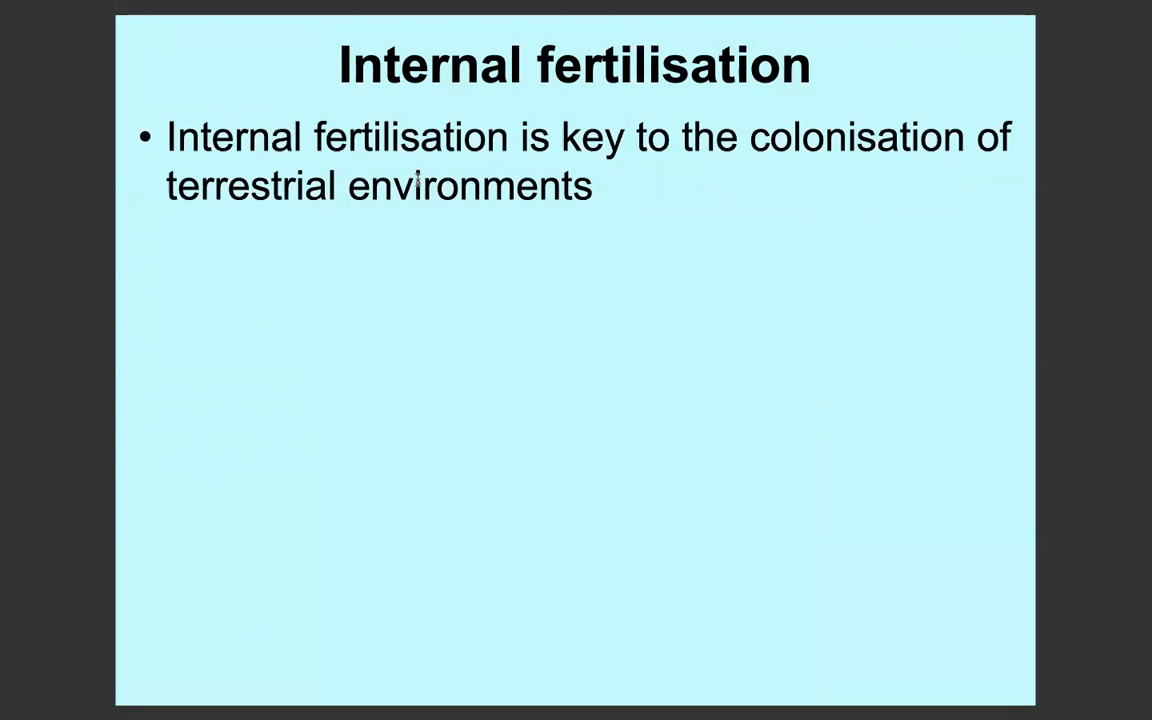 Internal fertilisation
• Internal fertilisation is key to the colonisation of
terrestrial environments